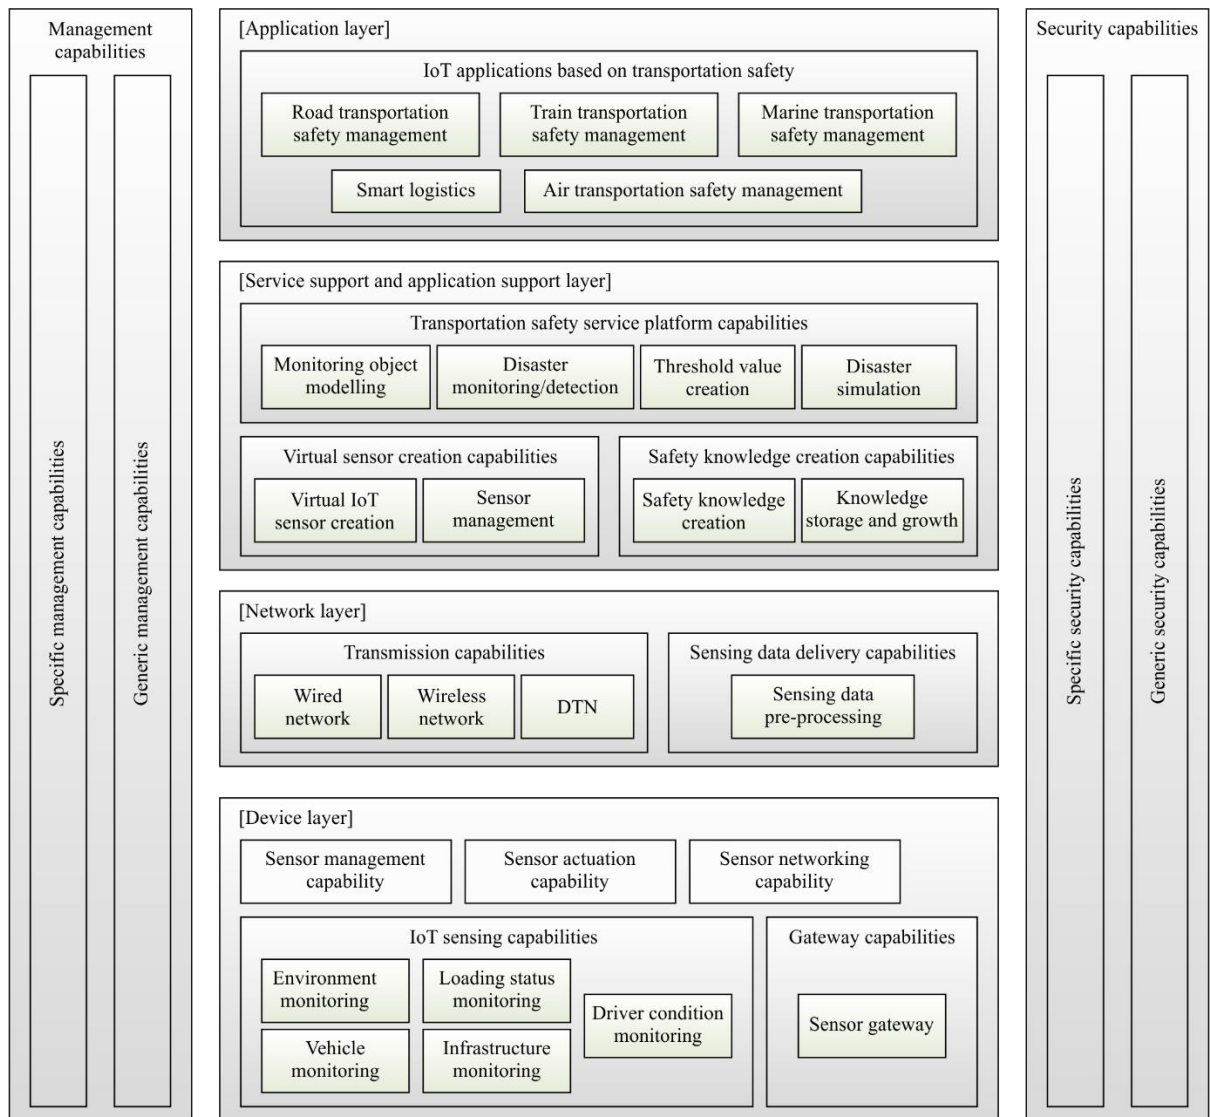 Management
capabilities
Specific management capabilities
Generic management capabilities
[Application layer]
IoT applications based on transportation safety
Road transportation
safety management
Train transportation
safety management
Marine transportation
safety management
Smart logistics
Air transportation safety management
[Service support and application support layer]
Transportation safety service platform capabilities
Monitoring object
modelling
Disaster
monitoring/detection
Threshold value
creation
Disaster
simulation
Virtual sensor creation capabilities
Virtual IoT
sensor creation
Sensor
management
Safety knowledge creation capabilities
Safety knowledge
creation
Knowledge
storage and growth
[Network layer]
Transmission capabilities
Wired
network
Wireless
network
DTN
Sensing data delivery capabilities
Sensing data
pre-processing
[Device layer]
Sensor management
capability
Sensor actuation
capability
Sensor networking
capability
IoT sensing capabilities
Environment
monitoring
Loading status
monitoring
Vehicle
monitoring
Infrastructure
monitoring
Driver condition
monitoring
Gateway capabilities
Sensor gateway
Security capabilities
Specific security capabilities
Generic security capabilities